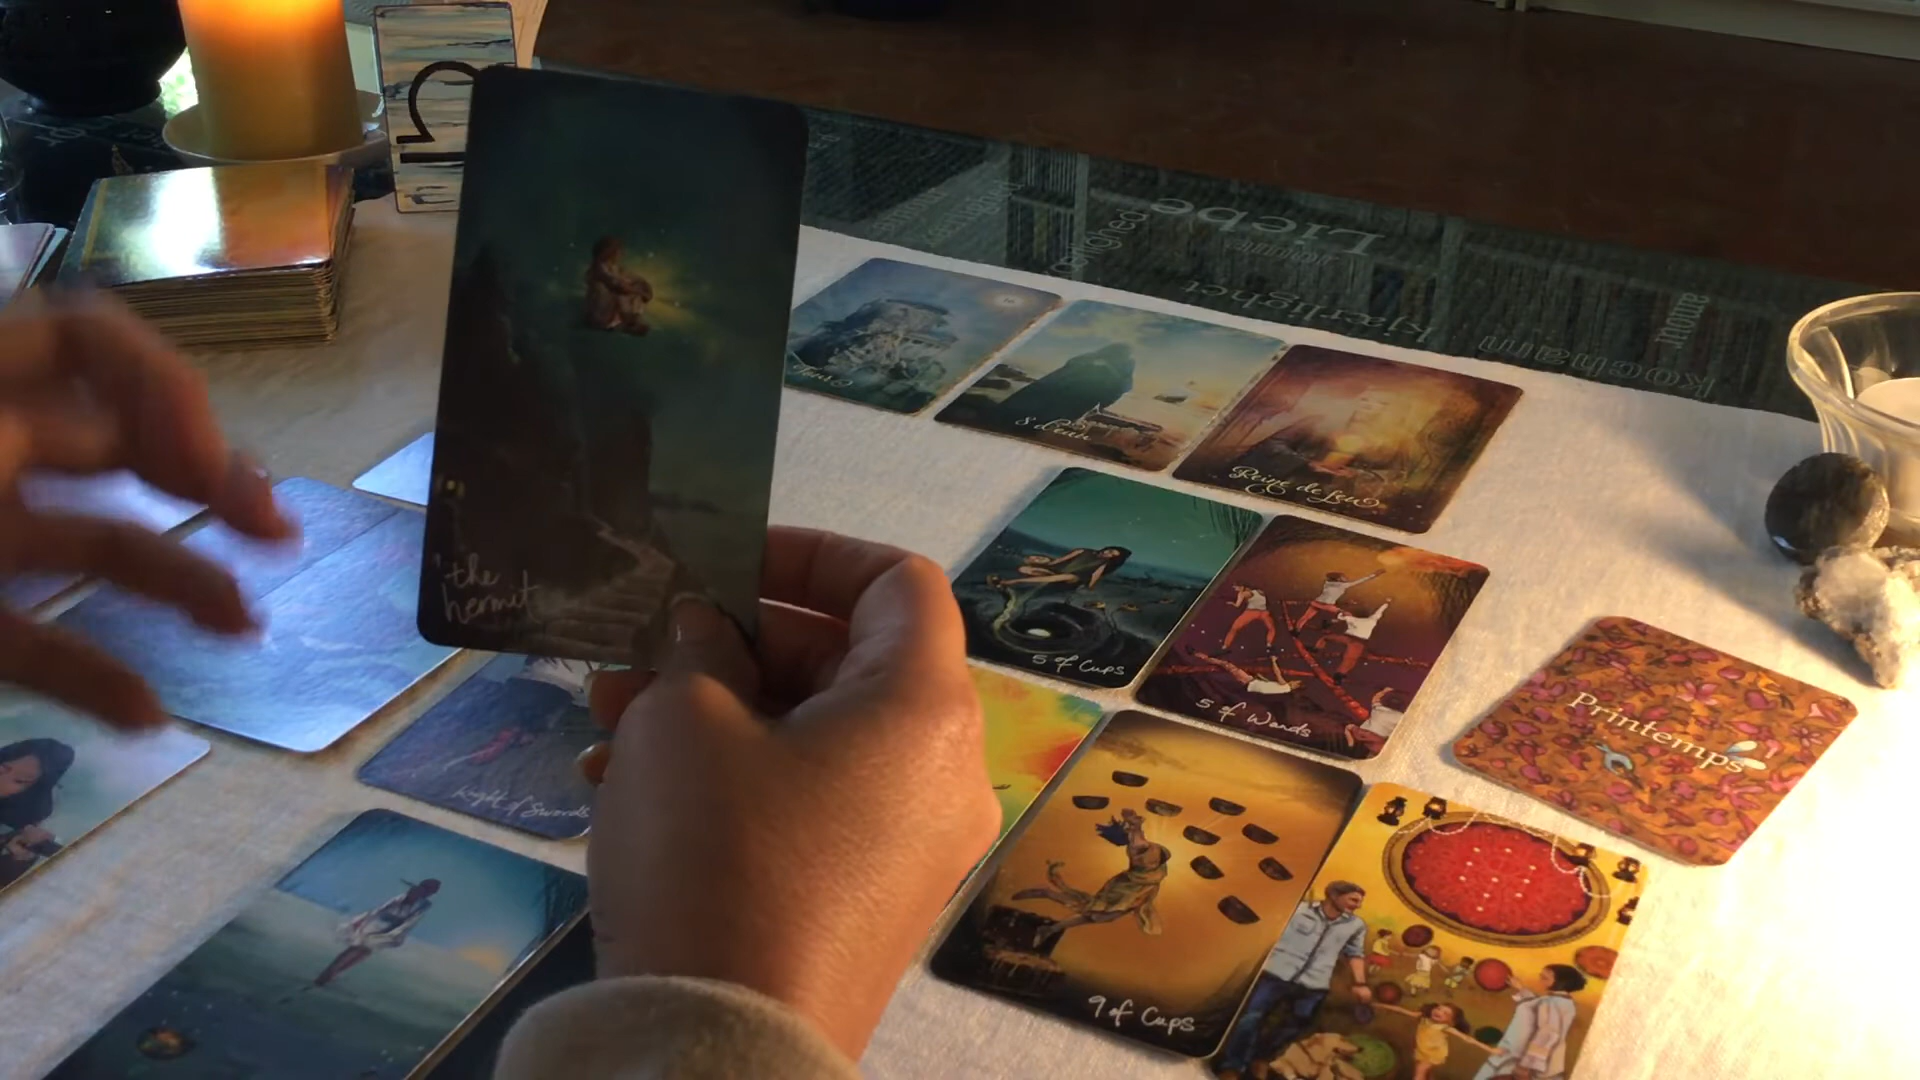 the
hermit
Liebe
kjærlighet
kocham
amour
8 d'eau
Reine de feu
5 of Cups
5 of Wands
Printemps
Knight of Swords
9 of Cups